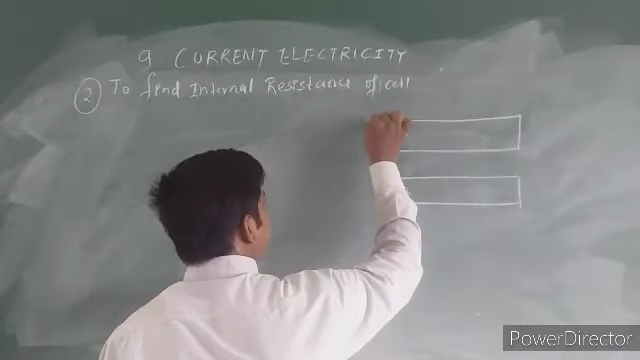 9. CURRENT ELECTRICITY
2 To find Internal Resistance of cell
PowerDirector